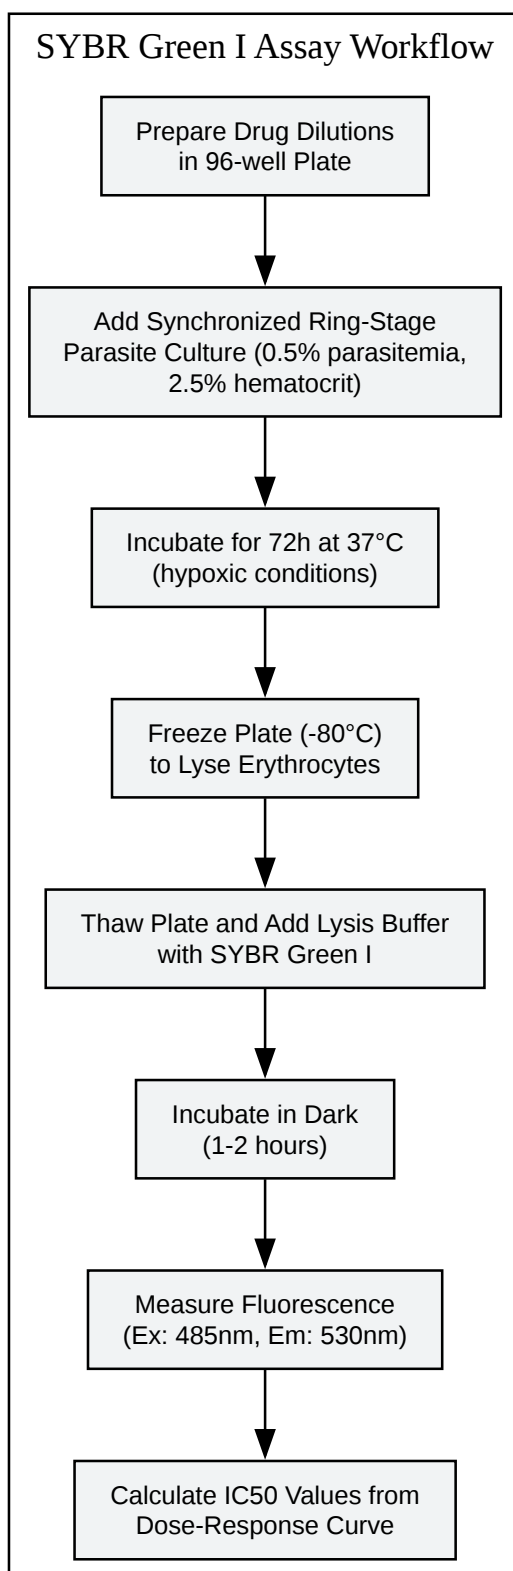 SYBR Green I Assay Workflow
Prepare Drug Dilutions
in 96-well Plate
Add Synchronized Ring-Stage
Parasite Culture (0.5% parasitemia,
2.5% hematocrit)
Incubate for 72h at 37°C
(hypoxic conditions)
Freeze Plate (-80°C)
to Lyse Erythrocytes
Thaw Plate and Add Lysis Buffer
with SYBR Green I
Incubate in Dark
(1-2 hours)
Measure Fluorescence
(Ex: 485nm, Em: 530nm)
Calculate IC50 Values from
Dose-Response Curve